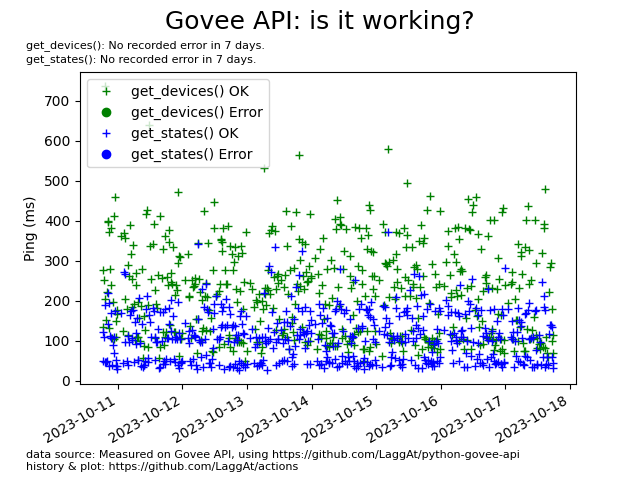 Govee API: is it working?
get_devices(): No recorded error in 7 days.
get_states(): No recorded error in 7 days.
get_devices() OK
get_devices() Error
get_states() OK
get_states() Error
Ping (ms)
700
600
500
400
300
200
100
0
2023-10-11
2023-10-12
2023-10-13
2023-10-14
2023-10-15
2023-10-16
2023-10-17
2023-10-18
data source: Measured on Govee API, using https://github.com/LaggAt/python-govee-api
history & plot: https://github.com/LaggAt/actions